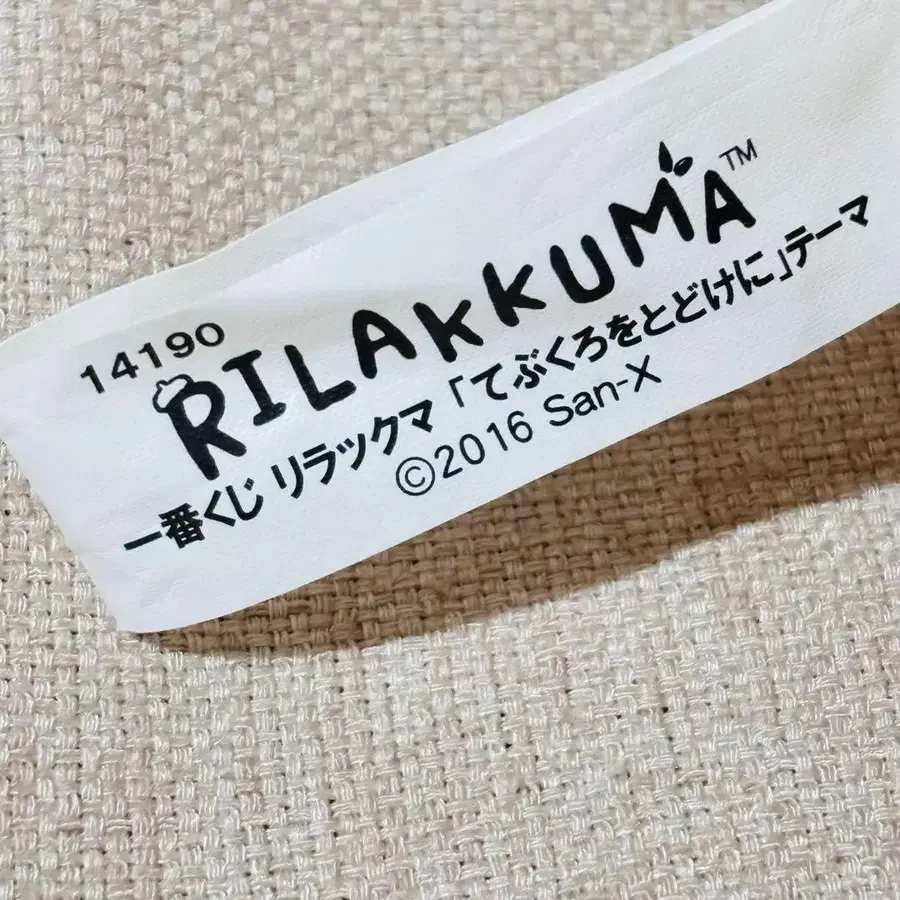 14190
RILAKKUMA™
一番くじ リラックマ「てぶくろをとどけに」テーマ
©2016 San-X